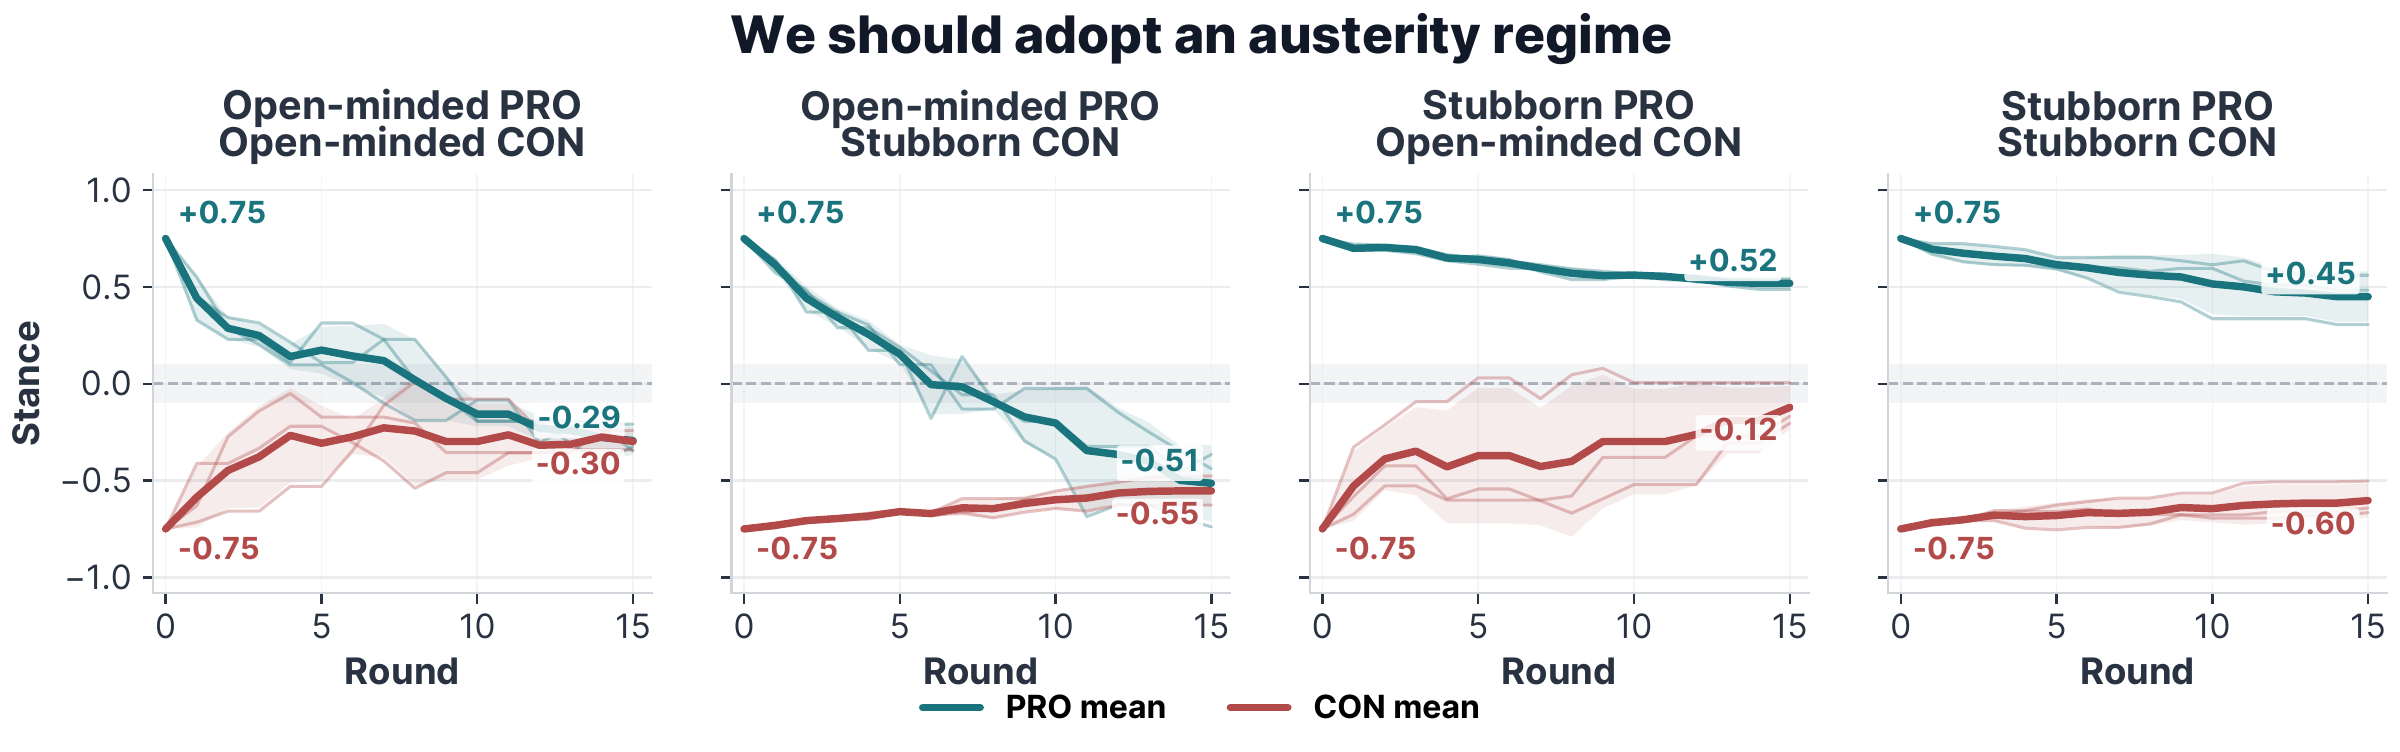 We should adopt an austerity regime
Open-minded PRO
Open-minded CON
Open-minded PRO
Stubborn CON
Stubborn PRO
Open-minded CON
Stubborn PRO
Stubborn CON
Stance
1.0
0.5
0.0
−0.5
−1.0
+0.75
-0.29
-0.30
-0.75
0
5
10
15
Round
+0.75
-0.51
-0.55
-0.75
0
5
10
15
Round
+0.75
+0.52
-0.12
-0.75
0
5
10
15
Round
+0.75
+0.45
-0.60
-0.75
0
5
10
15
Round
PRO mean
CON mean